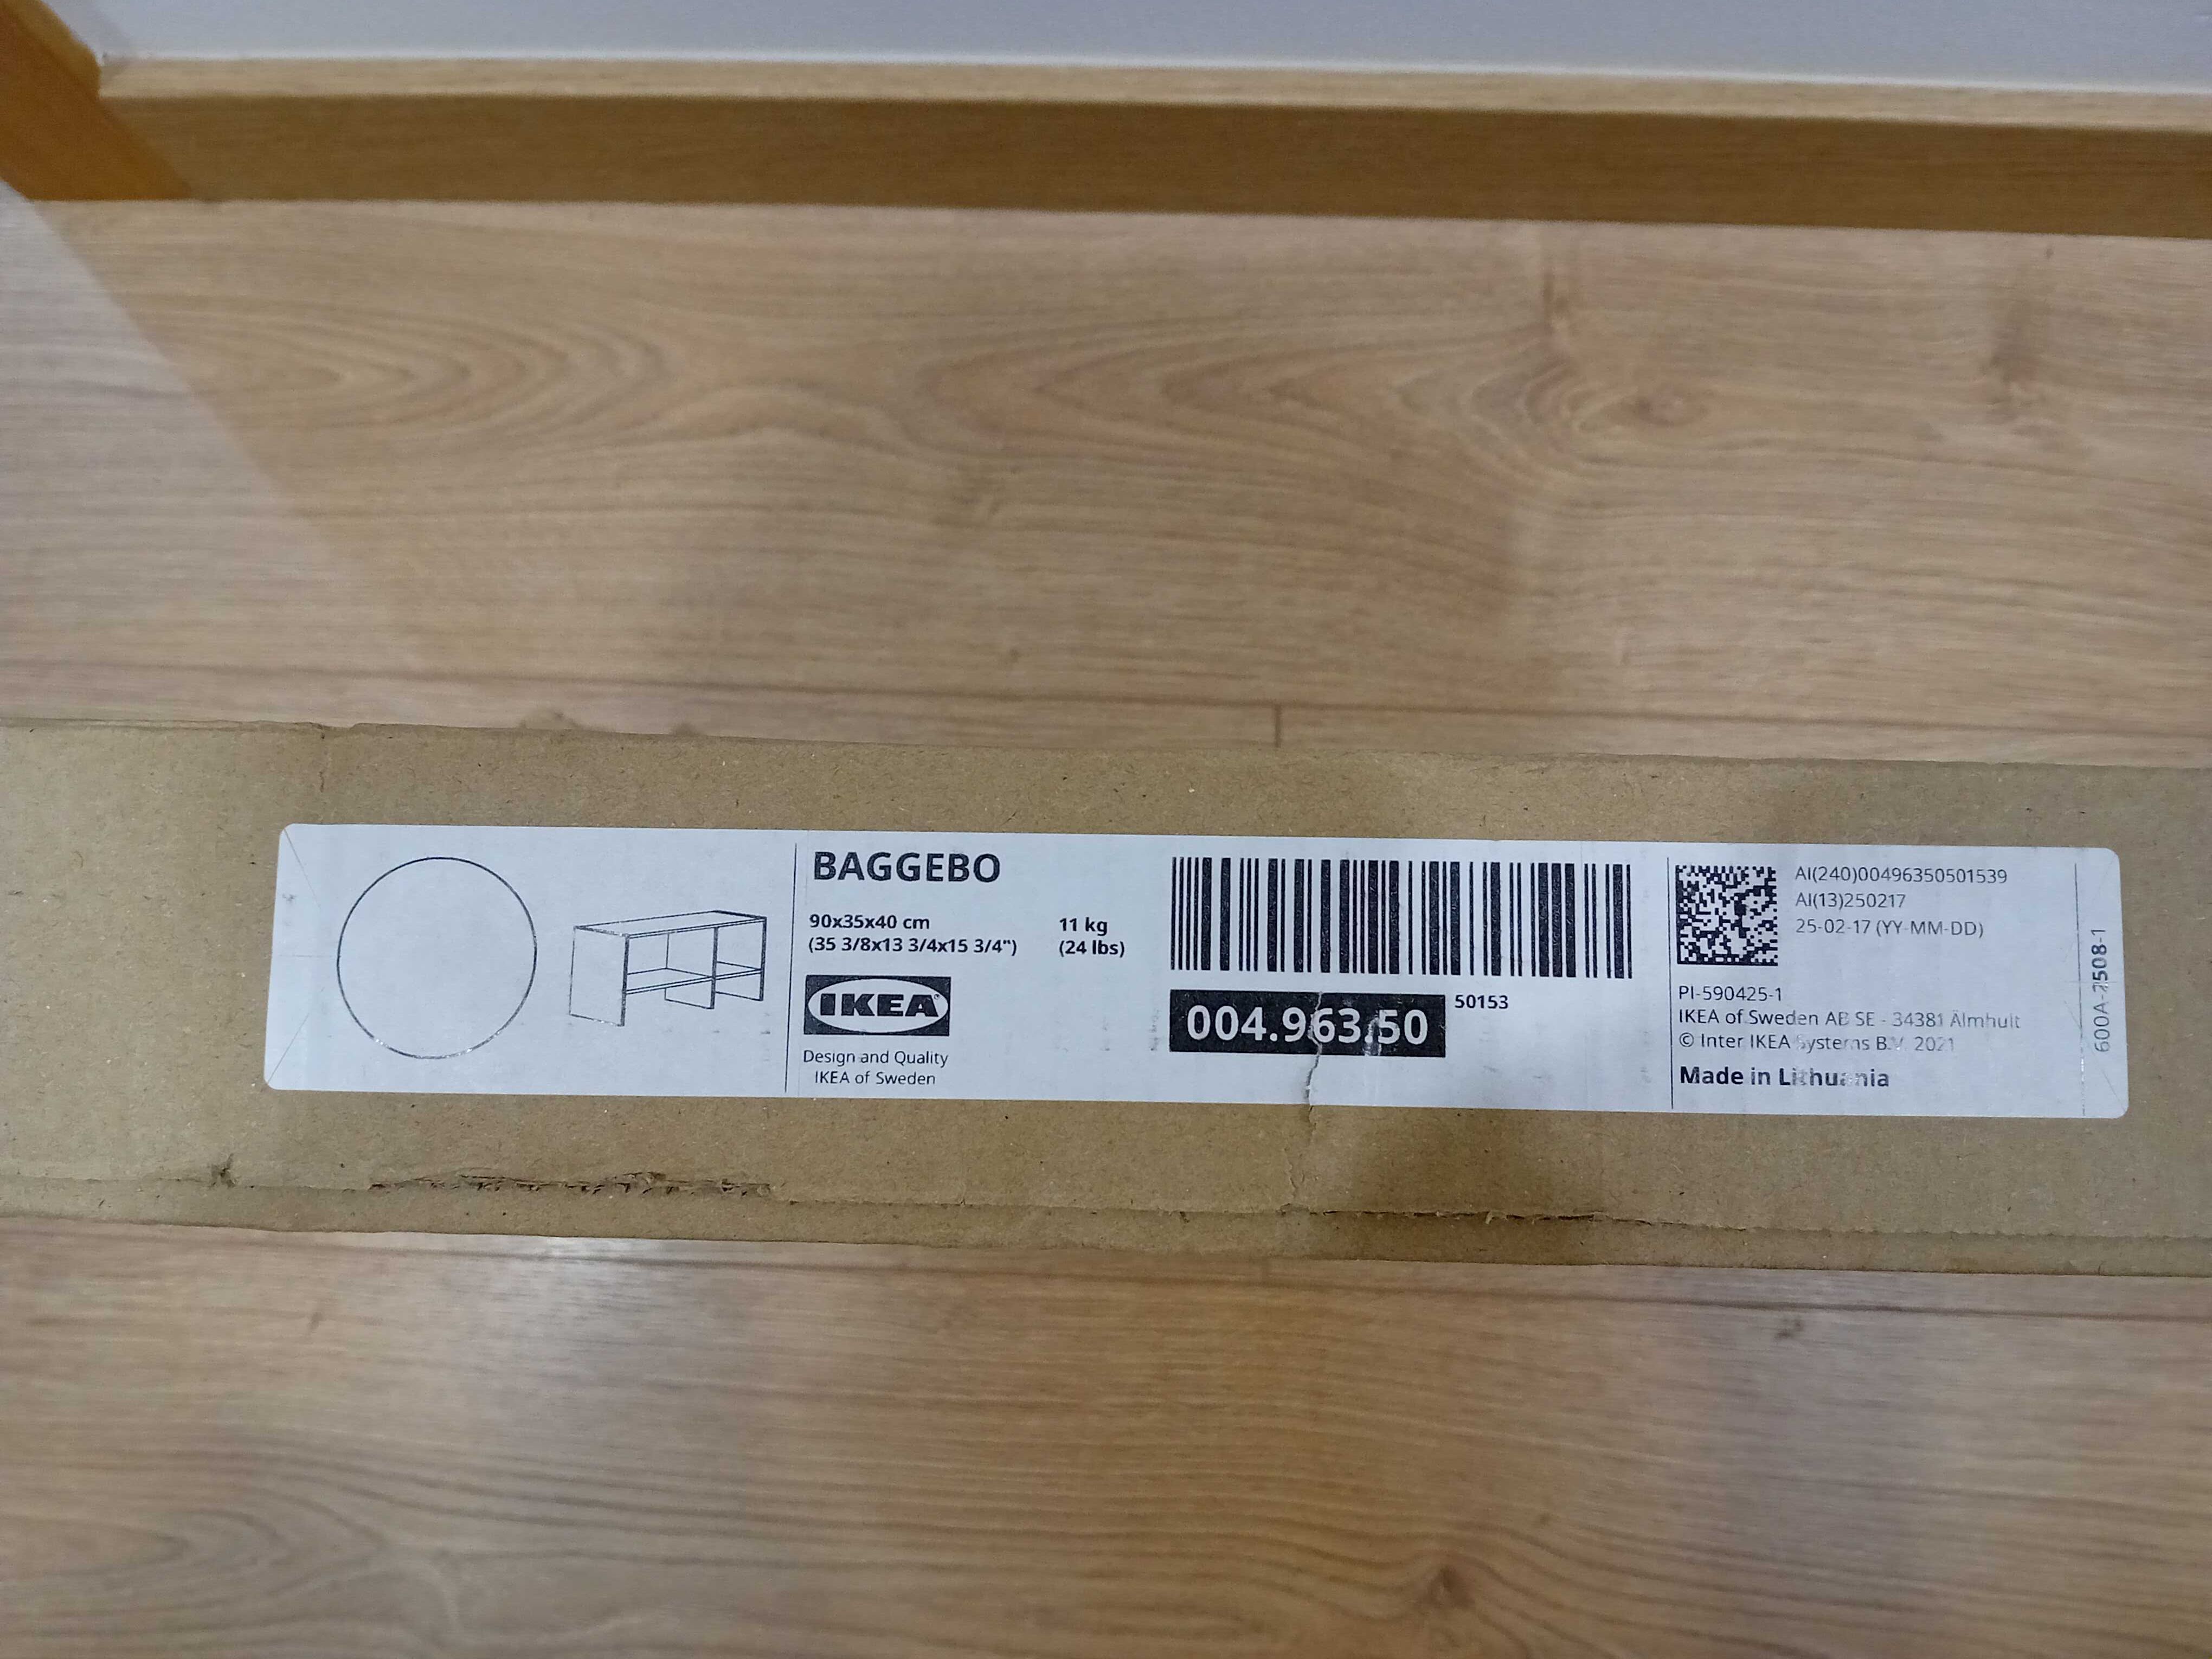 BAGGEBO
90x35x40 cm
(35 3/8x13 3/4x15 3/4")
11 kg
(24 lbs)
IKEA®
Design and Quality
IKEA of Sweden
004.963.50
50153
AI(240)00496350501539
AI(13)250217
25-02-17 (YY-MM-DD)
PI-590425-1
IKEA of Sweden AB SE - 34381 Älmhult
© Inter IKEA Systems B.V. 2021
Made in Lithuania
600A-2508-1